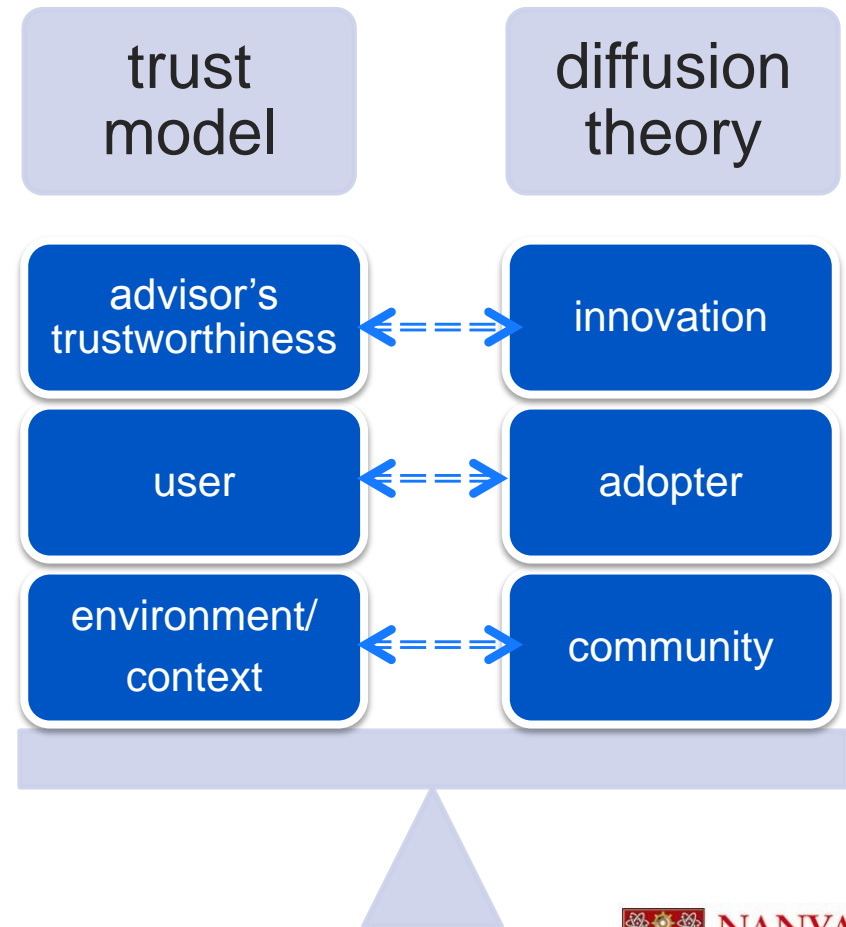 trust
model
diffusion
theory
advisor's
trustworthiness
innovation
user
adopter
environment/
context
community